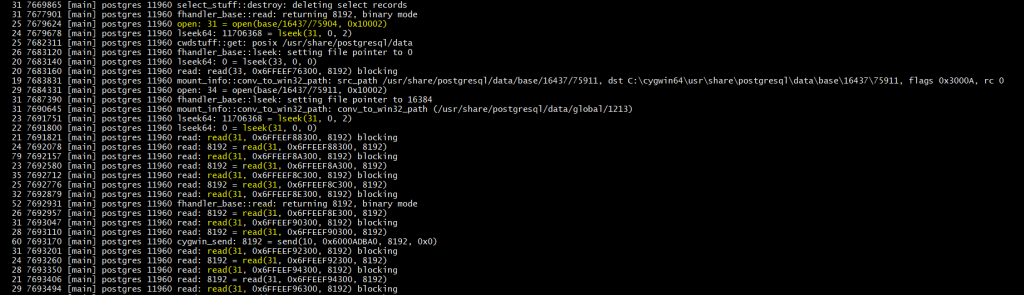 31 7669865 [main] postgres 11960 select_stuff::destroy: deleting select records
31 7677901 [main] postgres 11960 fhandler_base::read: returning 8192, binary mode
25 7679624 [main] postgres 11960 open: 31 = open(base/16437/75904, 0x10002)
24 7679678 [main] postgres 11960 lseek64: 11706368 = lseek(31, 0, 2)
25 7682311 [main] postgres 11960 cwdstuff::get: posix /usr/share/postgresql/data
26 7683120 [main] postgres 11960 fhandler_base::lseek: setting file pointer to 0
20 7683140 [main] postgres 11960 lseek64: 0 = lseek(33, 0, 0)
20 7683160 [main] postgres 11960 read: read(33, 0x6FFEEF76300, 8192) blocking
19 7683831 [main] postgres 11960 mount_info::conv_to_win32_path: src_path /usr/share/postgresql/data/base/16437/75911, dst C:\cygwin64\usr\share\postgresql\data\base\16437\75911, flags 0x3000A, rc 0
29 7684331 [main] postgres 11960 open: 34 = open(base/16437/75911, 0x10002)
31 7687390 [main] postgres 11960 fhandler_base::lseek: setting file pointer to 16384
31 7690645 [main] postgres 11960 mount_info::conv_to_win32_path: conv_to_win32_path (/usr/share/postgresql/data/global/1213)
23 7691751 [main] postgres 11960 lseek64: 11706368 = lseek(31, 0, 2)
22 7691800 [main] postgres 11960 lseek64: 0 = lseek(31, 0, 0)
21 7691821 [main] postgres 11960 read: read(31, 0x6FFEEF88300, 8192) blocking
24 7692078 [main] postgres 11960 read: 8192 = read(31, 0x6FFEEF88300, 8192)
79 7692157 [main] postgres 11960 read: read(31, 0x6FFEEF8A300, 8192) blocking
23 7692580 [main] postgres 11960 read: 8192 = read(31, 0x6FFEEF8A300, 8192)
35 7692712 [main] postgres 11960 read: read(31, 0x6FFEEF8C300, 8192) blocking
25 7692776 [main] postgres 11960 read: 8192 = read(31, 0x6FFEEF8C300, 8192)
32 7692879 [main] postgres 11960 read: read(31, 0x6FFEEF8E300, 8192) blocking
52 7692931 [main] postgres 11960 fhandler_base::read: returning 8192, binary mode
26 7692957 [main] postgres 11960 read: 8192 = read(31, 0x6FFEEF8E300, 8192)
31 7693047 [main] postgres 11960 read: read(31, 0x6FFEEF90300, 8192) blocking
28 7693110 [main] postgres 11960 read: 8192 = read(31, 0x6FFEEF90300, 8192)
60 7693170 [main] postgres 11960 cygwin_send: 8192 = send(10, 0x6000ADBA0, 8192, 0x0)
31 7693201 [main] postgres 11960 read: read(31, 0x6FFEEF92300, 8192) blocking
24 7693260 [main] postgres 11960 read: 8192 = read(31, 0x6FFEEF92300, 8192)
28 7693350 [main] postgres 11960 read: read(31, 0x6FFEEF94300, 8192) blocking
21 7693406 [main] postgres 11960 read: 8192 = read(31, 0x6FFEEF94300, 8192)
29 7693494 [main] postgres 11960 read: read(31, 0x6FFEEF96300, 8192) blocking